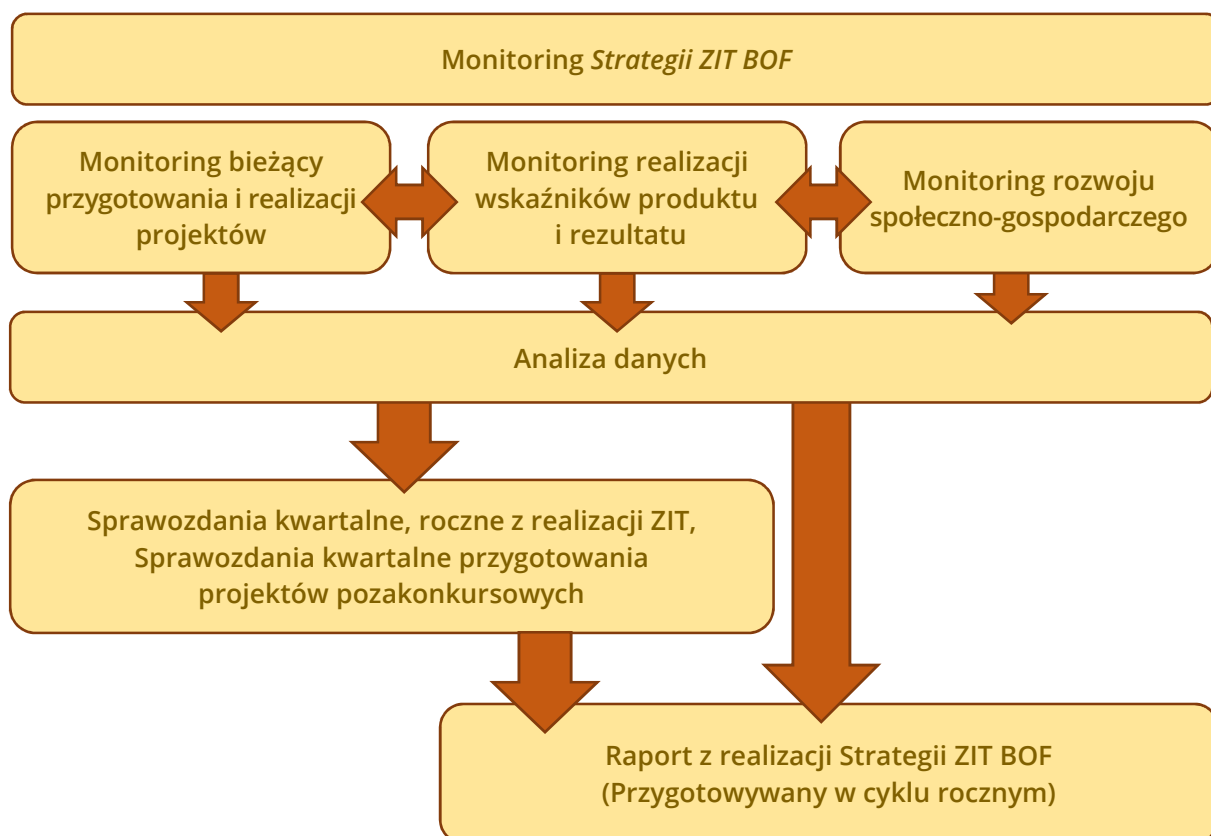 Monitoring Strategii ZIT BOF
Monitoring bieżący
przygotowania i realizacji
projektów
Monitoring realizacji
wskaźników produktu
i rezultatu
Monitoring rozwoju
społeczno-gospodarczego
Analiza danych
Sprawozdania kwartalne, roczne z realizacji ZIT,
Sprawozdania kwartalne przygotowania
projektów pozakonkursowych
Raport z realizacji Strategii ZIT BOF
(Przygotowywany w cyklu rocznym)